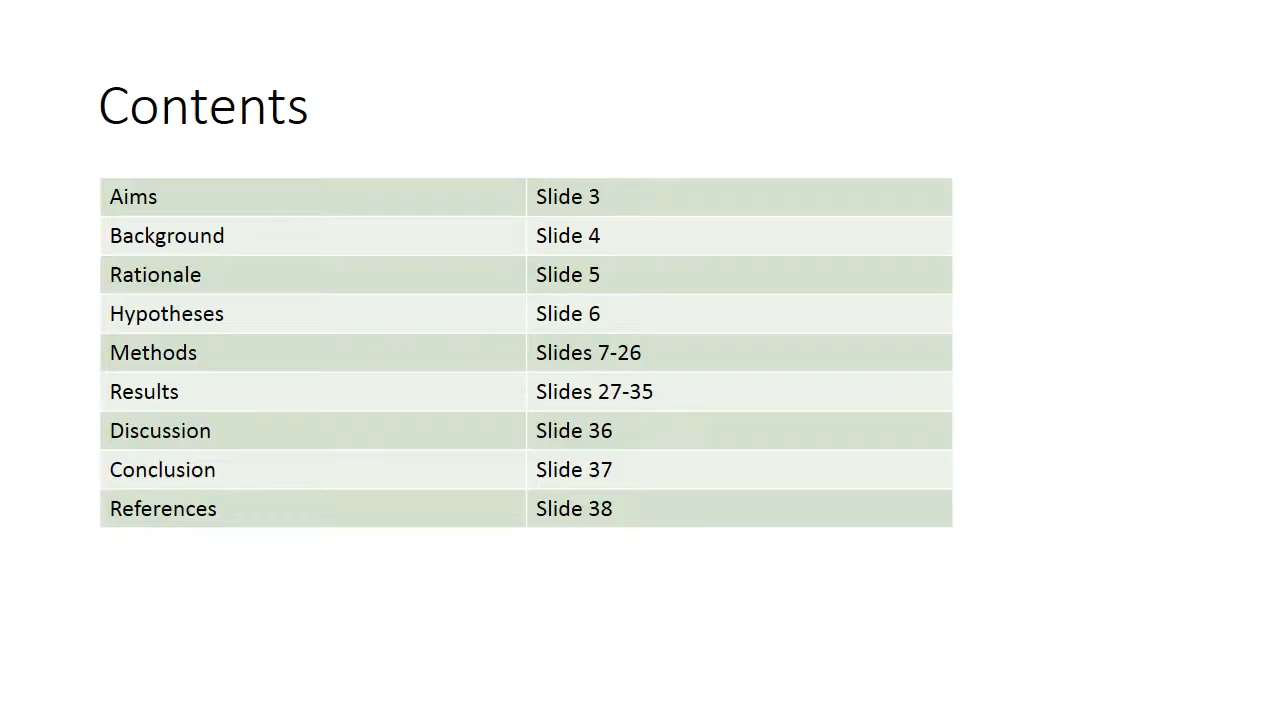 Contents
Aims Slide 3
Background Slide 4
Rationale Slide 5
Hypotheses Slide 6
Methods Slides 7-26
Results Slides 27-35
Discussion Slide 36
Conclusion Slide 37
References Slide 38